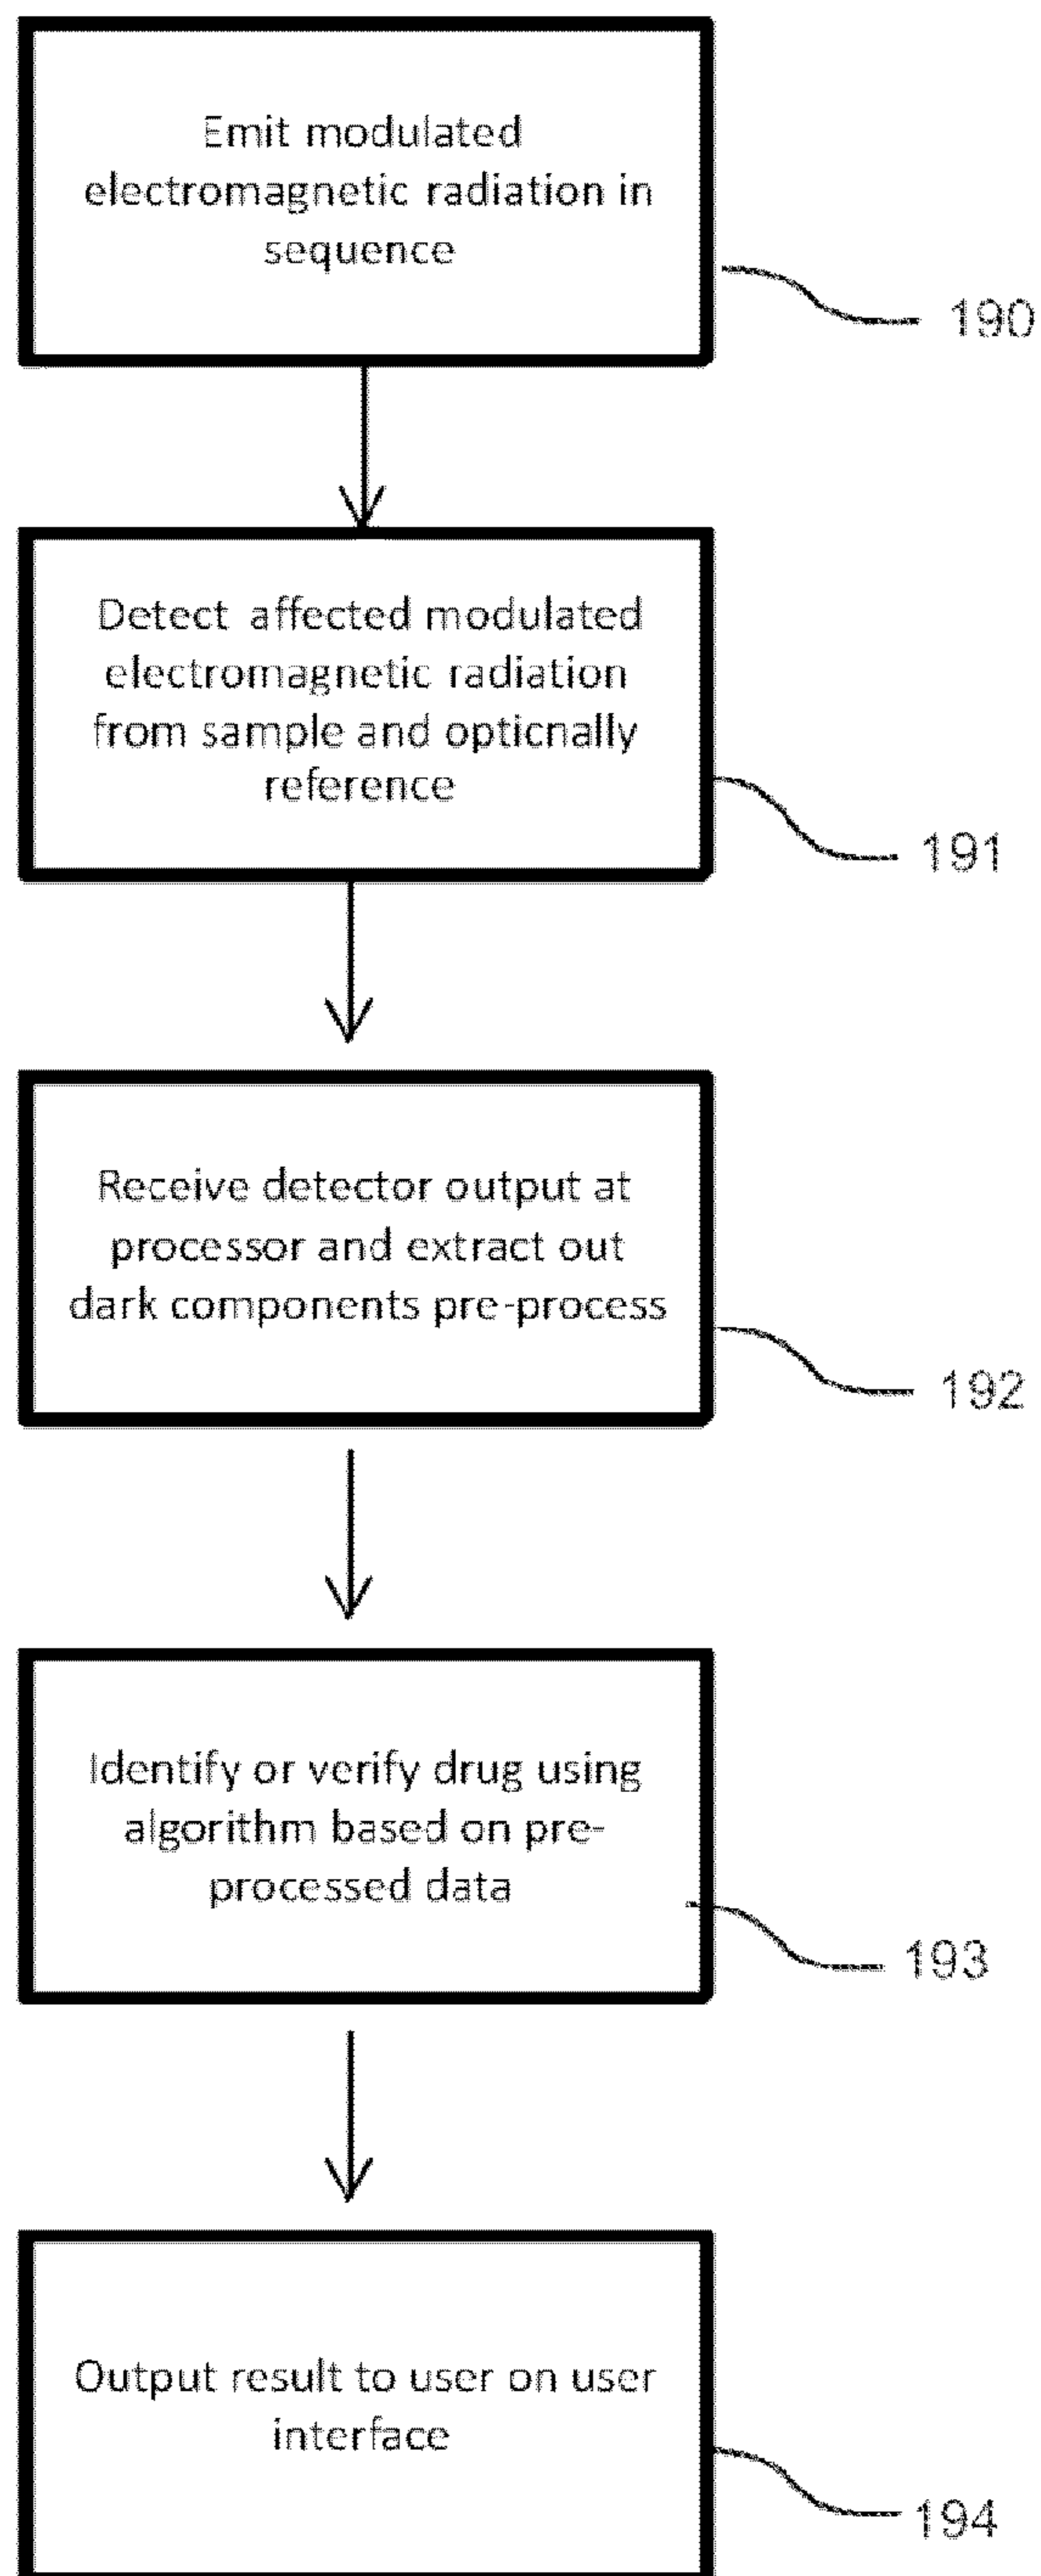 Emit modulated
electromagnetic radiation in
sequence
190
Detect affected modulated
electromagnetic radiation
from sample and opticnally
reference
191
Receive detector output at
processor and extract out
dark components pre-process
192
Identify or verify drug using
algorithm based on pre-
processed data
193
Output result to user on user
interface
194